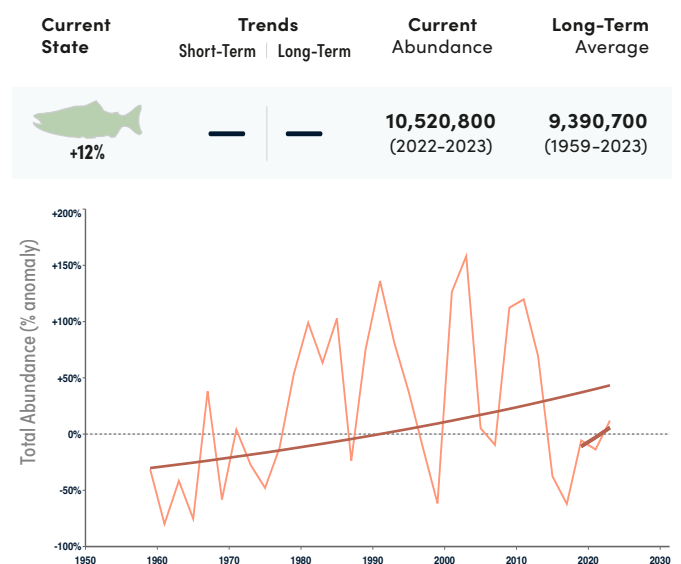 Current State
Trends
Short-Term | Long-Term
Current Abundance
Long-Term Average
+12%
10,520,800
(2022-2023)
9,390,700
(1959-2023)
Total Abundance (% anomaly)
+200%
+150%
+100%
+50%
0%
-50%
-100%
1950 1960 1970 1980 1990 2000 2010 2020 2030